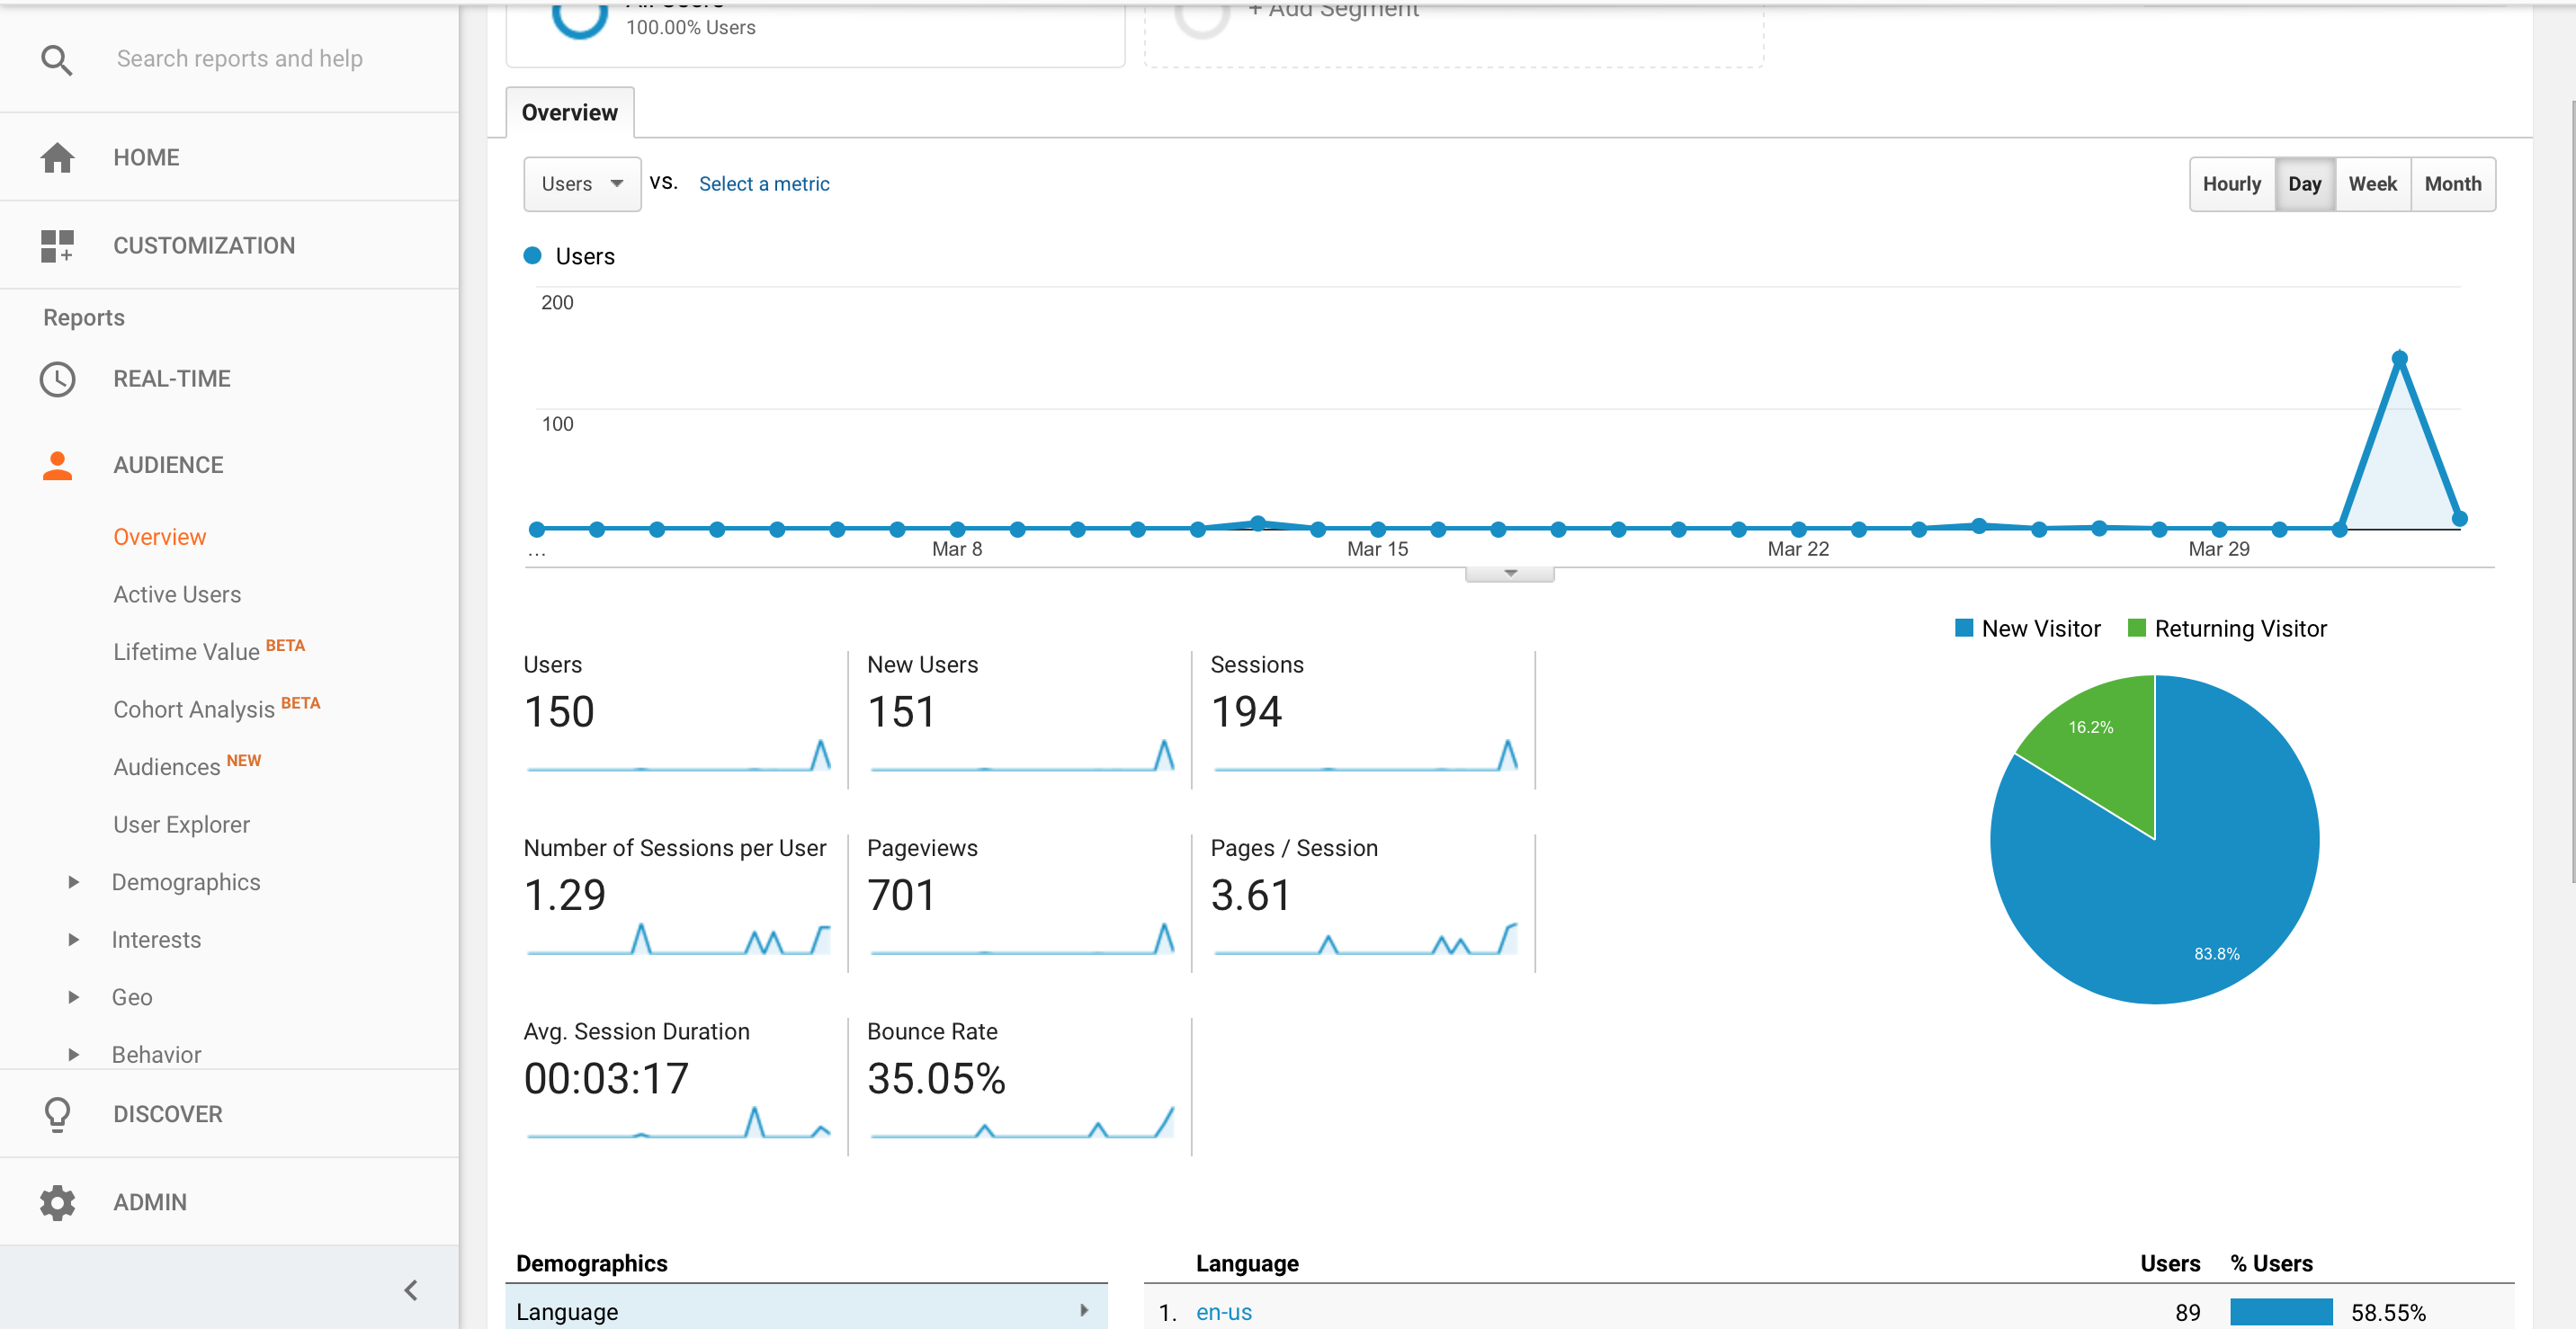 Search reports and help
HOME
CUSTOMIZATION
Reports
REAL-TIME
AUDIENCE
Overview
Active Users
Lifetime Value BETA
Cohort Analysis BETA
Audiences NEW
User Explorer
Demographics
Interests
Geo
Behavior
DISCOVER
ADMIN
All Users
100.00% Users
+ Add Segment
Overview
Users vs. Select a metric
Hourly Day Week Month
Users
200
100
... Mar 8 Mar 15 Mar 22 Mar 29
New Visitor Returning Visitor
16.2%
83.8%
Users
150
New Users
151
Sessions
194
Number of Sessions per User
1.29
Pageviews
701
Pages / Session
3.61
Avg. Session Duration
00:03:17
Bounce Rate
35.05%
Demographics
Language
Language Users % Users
1. en-us 89 58.55%